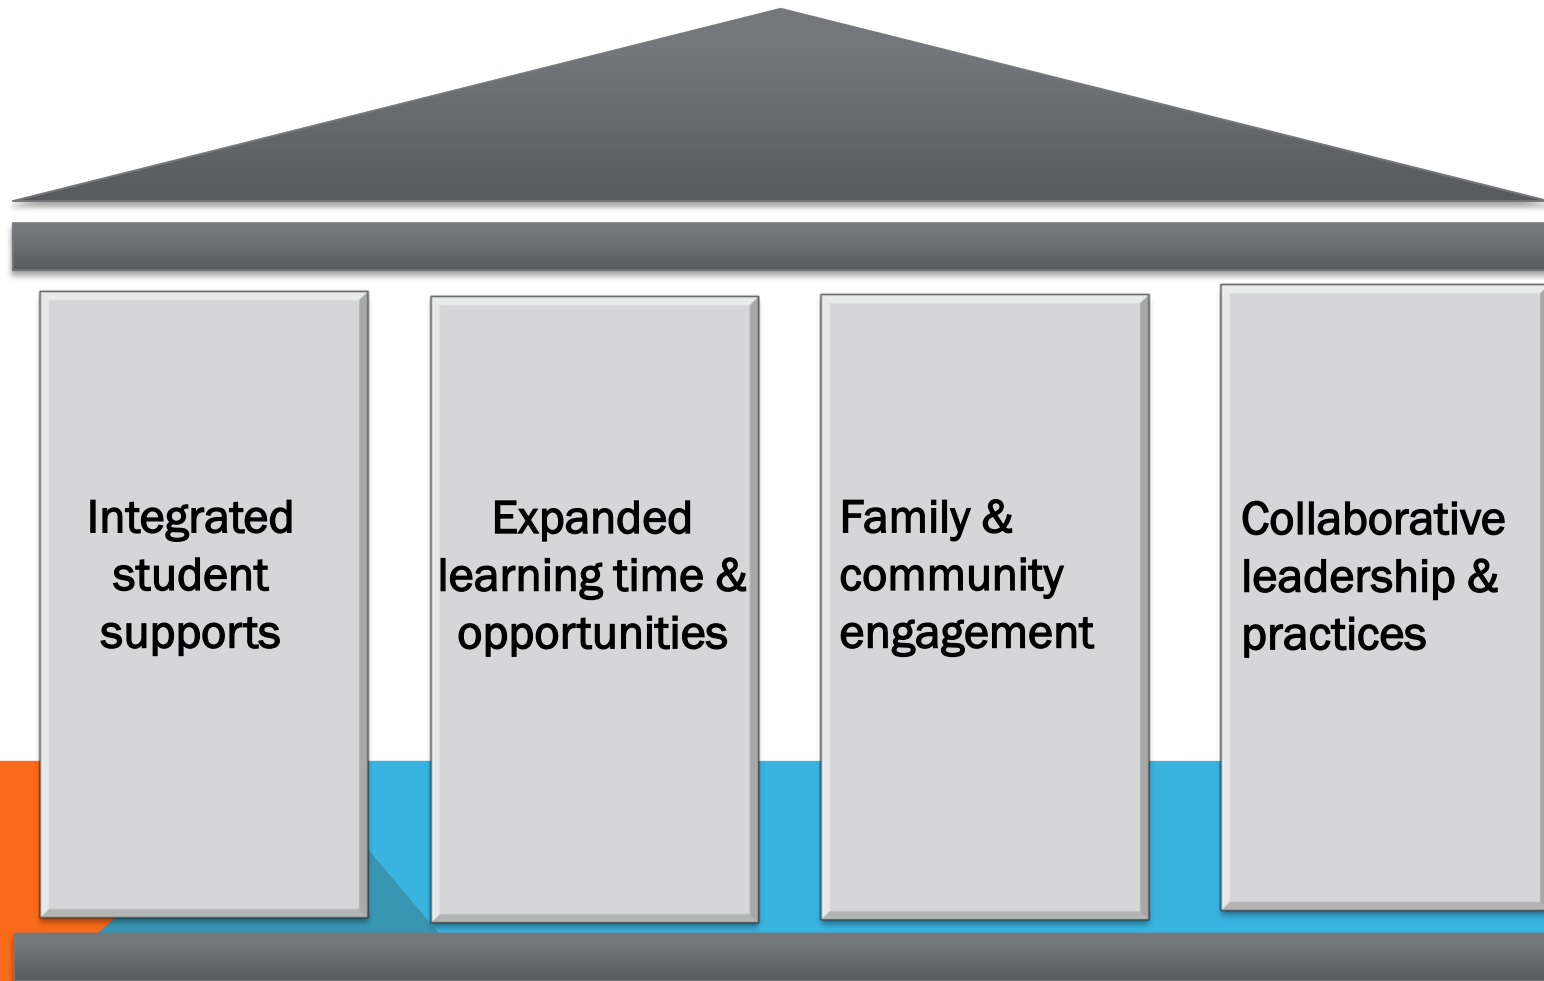 Integrated
student
supports
Expanded
learning time &
opportunities
Family &
community
engagement
Collaborative
leadership &
practices